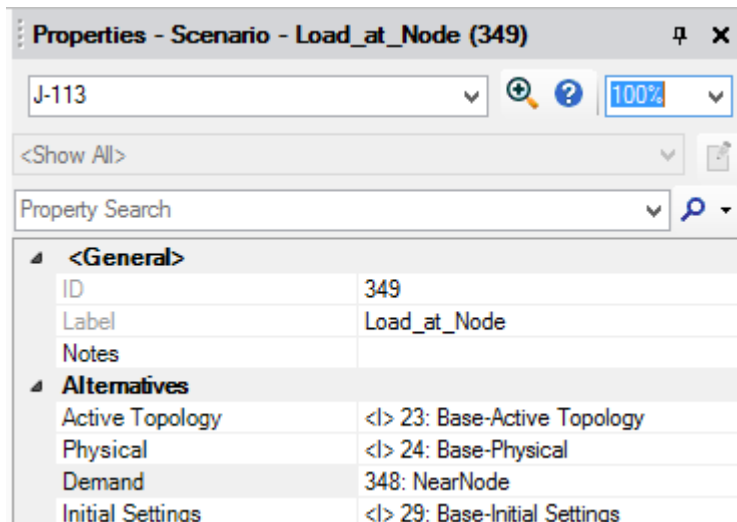 Properties - Scenario - Load_at_Node (349)
J-113
100%
<Show All>
Property Search
<General>
ID 349
Label Load_at_Node
Notes
Alternatives
Active Topology <I> 23: Base-Active Topology
Physical <I> 24: Base-Physical
Demand 348: NearNode
Initial Settings <I> 29: Base-Initial Settings